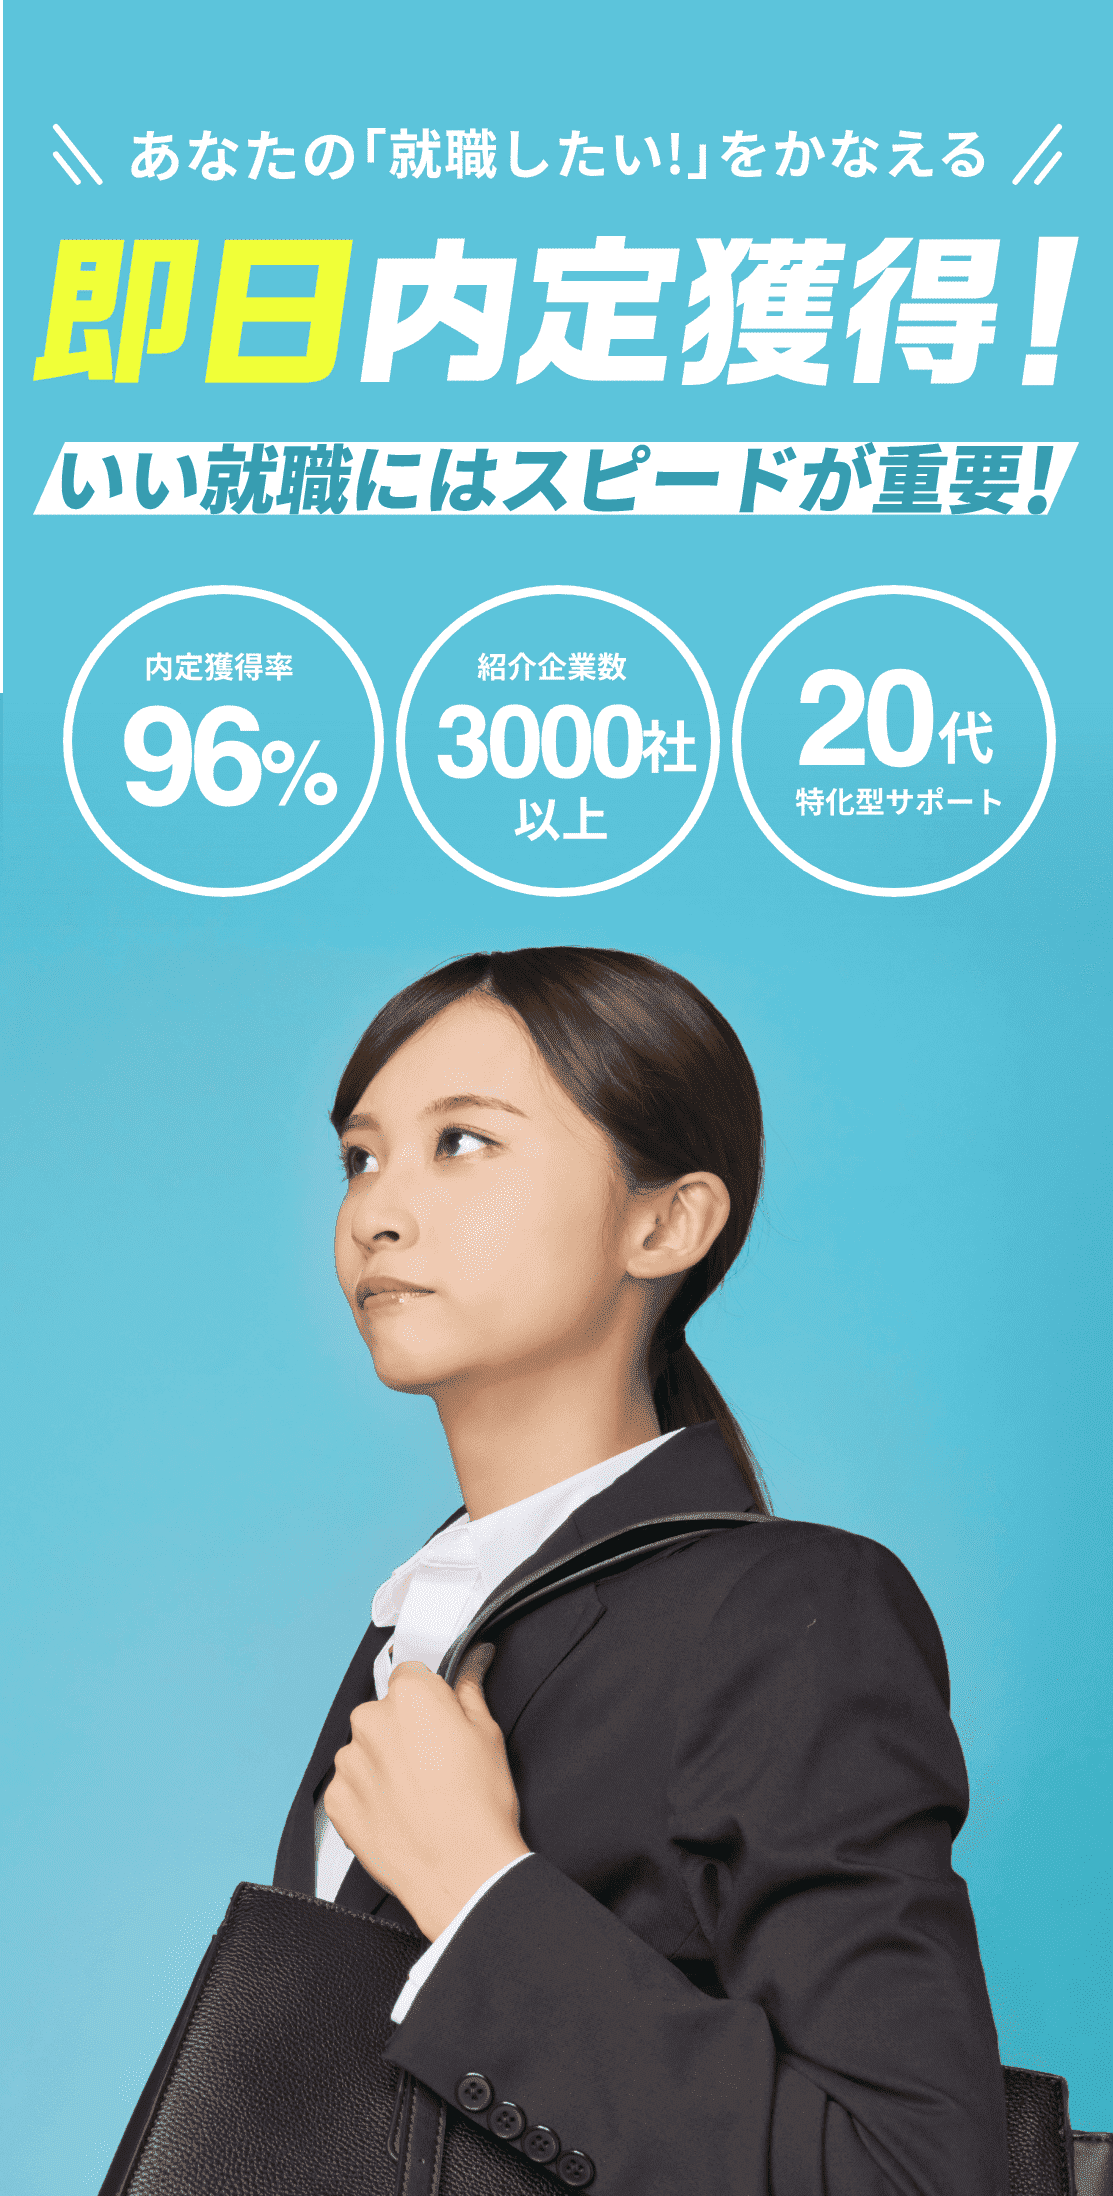 あなたの「就職したい!」をかなえる
即日内定獲得!
いい就職にはスピードが重要!
内定獲得率
96%
紹介企業数
3000社
以上
20代
特化型サポート